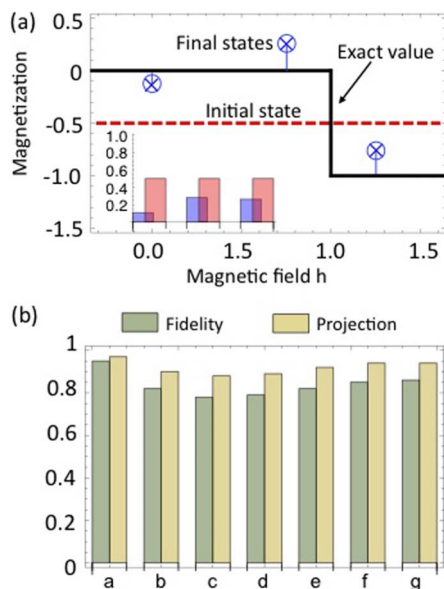 (a)
0.5
Final states
Exact value
0
Magnetization
Initial state
-0.5
1.0
0.8
0.6
0.4
0.2
-1.0
-1.5
0.0
1.5
1.0
1.5
Magnetic field h
(b)
Fidelity
Projection
1
0.8
0.6
0.4
0.2
0
a
b
c
d
e
f
g